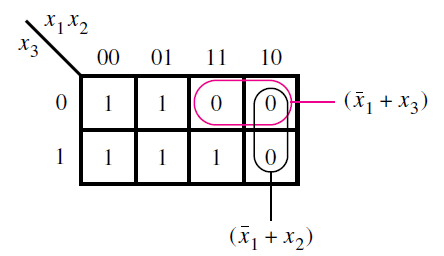 x₁x₂
x₃
00 01 11 10
0 1 1 0 0 (x̄₁ + x₃)
1 1 1 1 0
(x̄₁ + x₂)